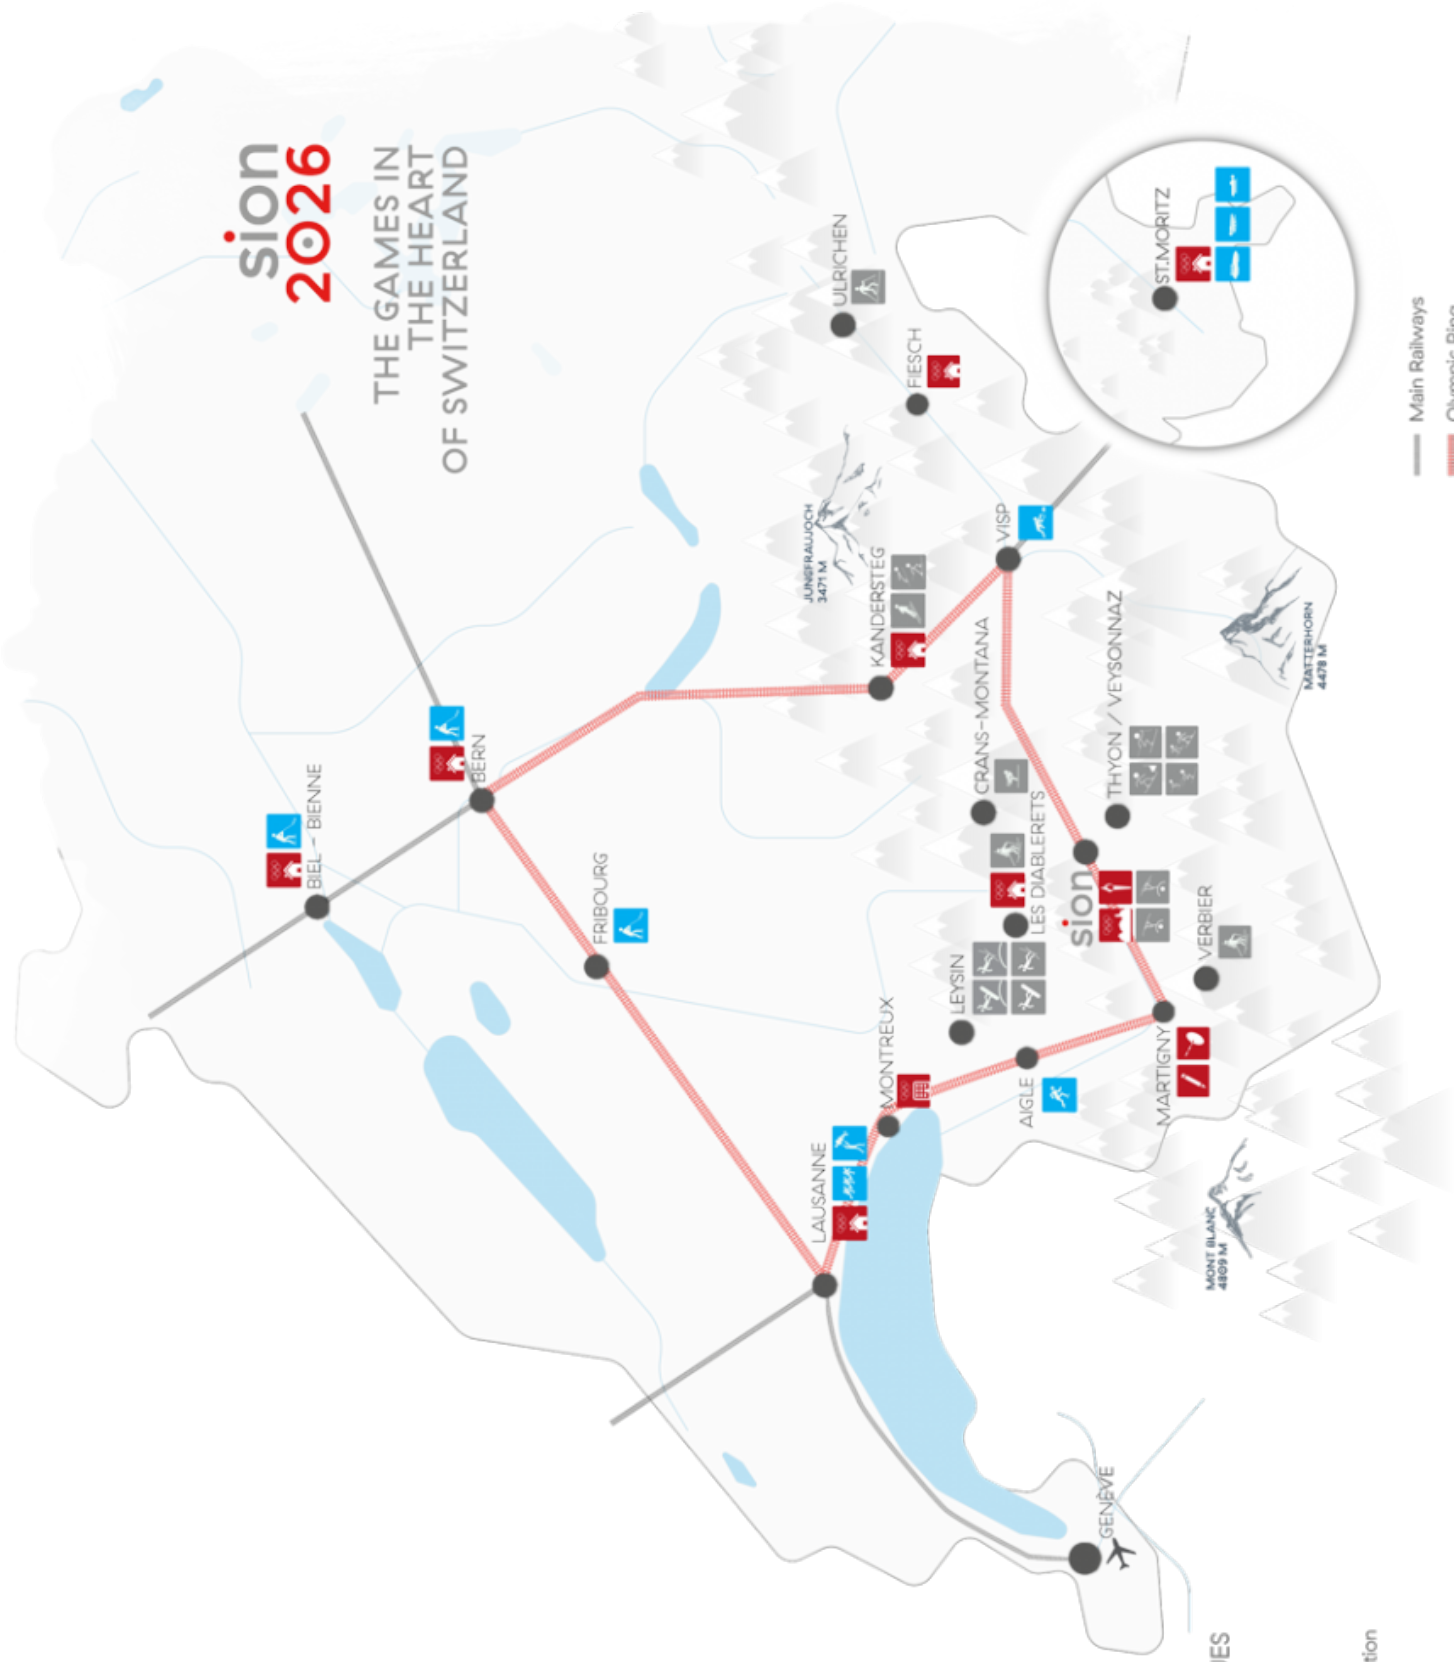 sion
2026
THE GAMES IN
THE HEART
OF SWITZERLAND
BIEL - BIENNE
BERN
FRIBOURG
LAUSANNE
MONTREUX
GENÈVE
LEYSIN
AIGLE
MARTIGNY
VERBIER
LES DIABLERETS
sion
CRANS-MONTANA
THYON / VEYSONNAZ
KANDERSTEG
VISP
FIESCH
ULRICHEN
ST.MORITZ
JUNGFRAUJOCH
3471 M
MATTERHORN
4478 M
MONT BLANC
4809 M
Main Railways
Olympic Ring